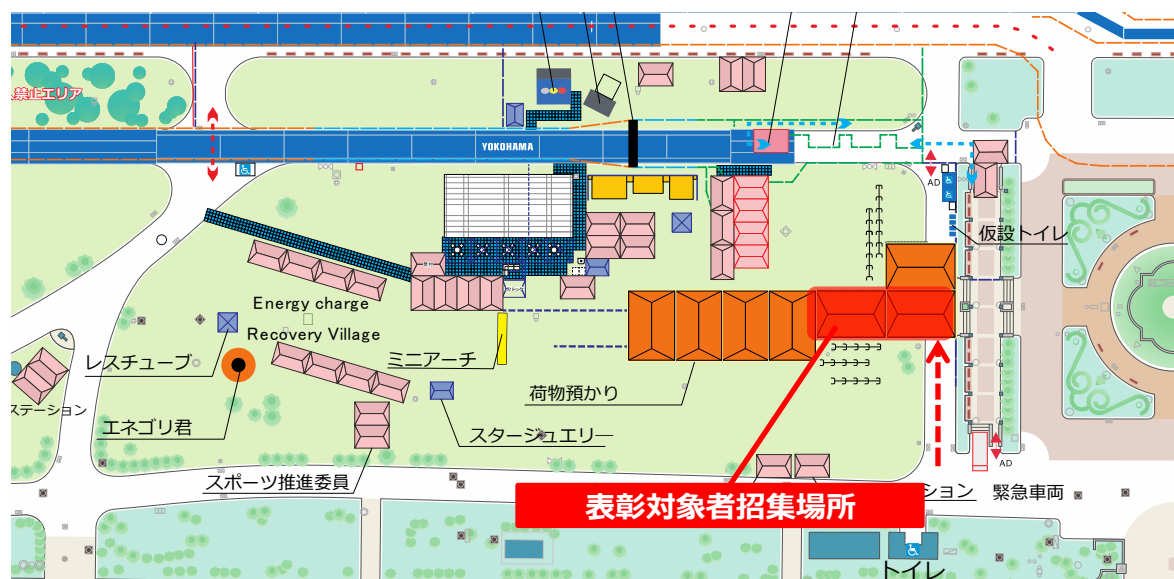 禁止エリア
YOKOHAMA
AD
仮設トイレ
Energy charge
Recovery Village
レスチューブ
ミニアーチ
荷物預かり
ステーション
エネゴリ君
スタージュエリー
スポーツ推進委員
AD
表彰対象者招集場所
ション
緊急車両
トイレ